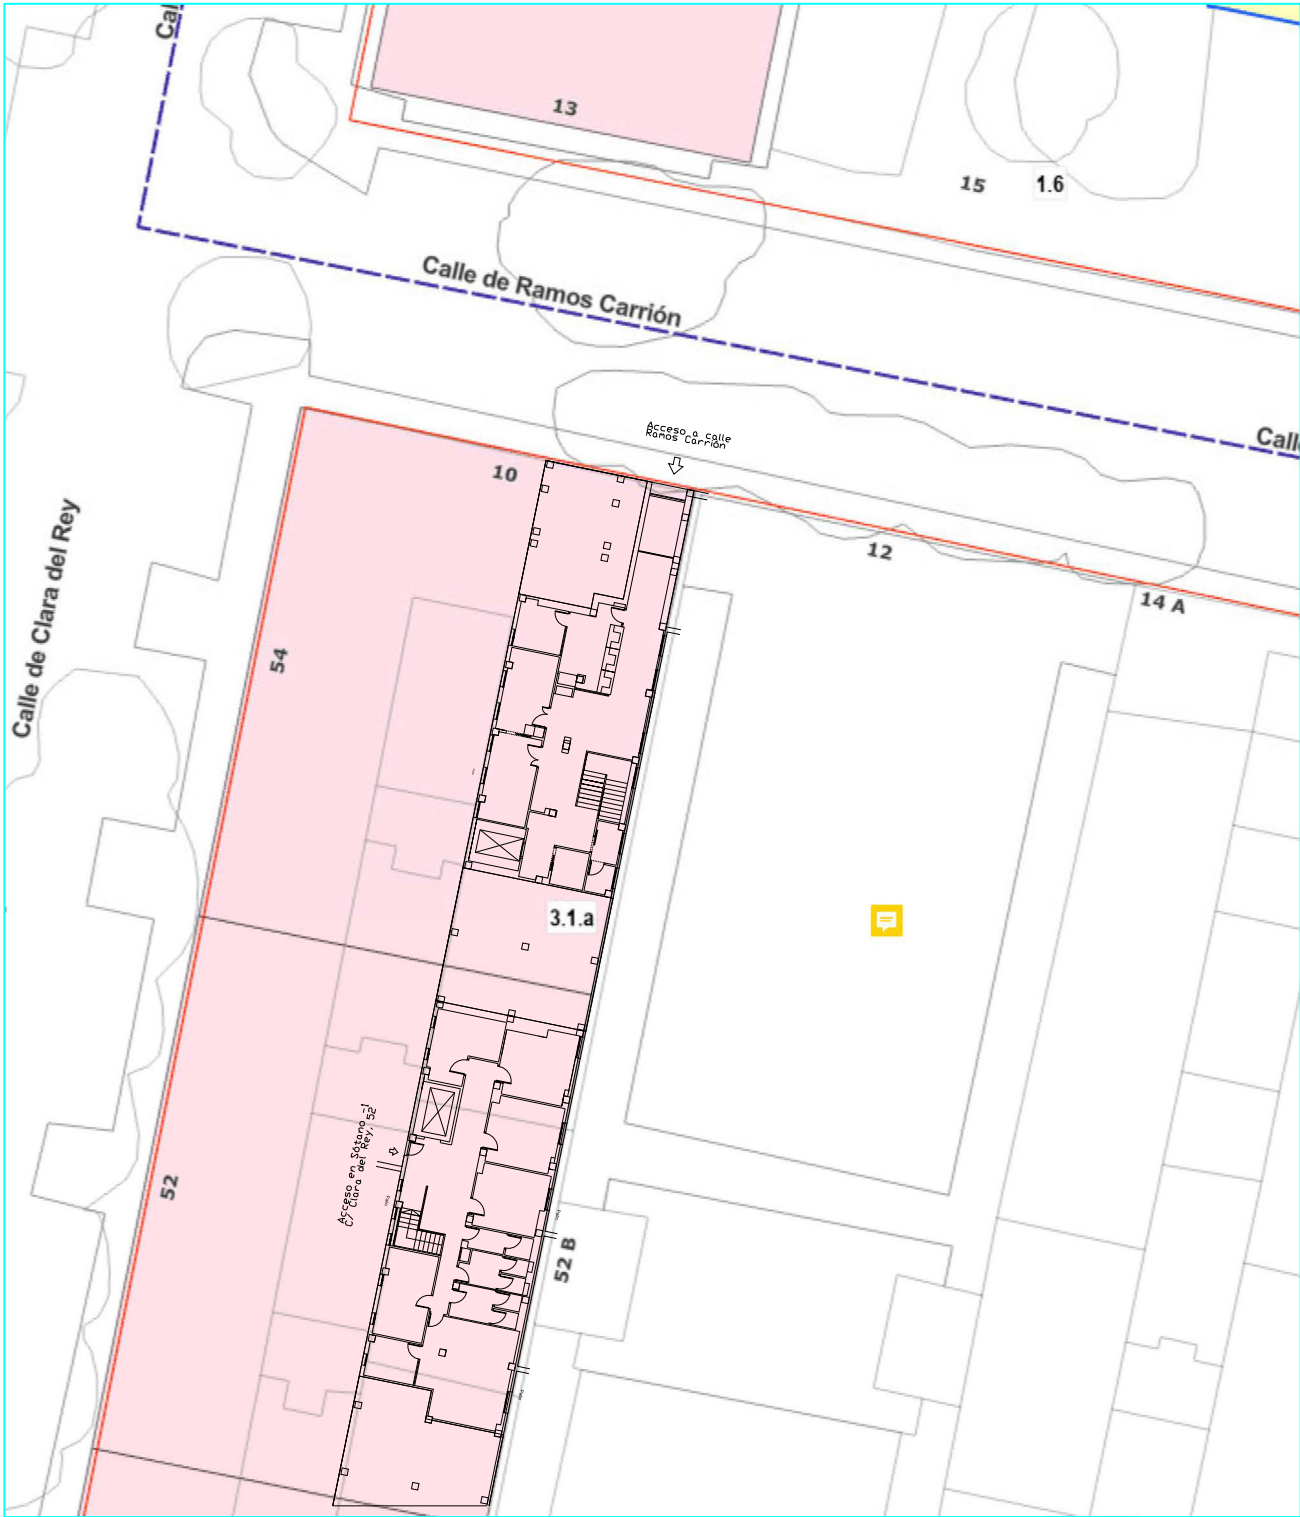 Cal
13
15
1.6
Calle de Ramos Carrión
Call
Acceso a calle
Ramos Carrión
10
12
14 A
Calle de Clara del Rey
54
3.1.a
Acceso en Sótano -1
C/ Clara del Rey, 52
52
52 B